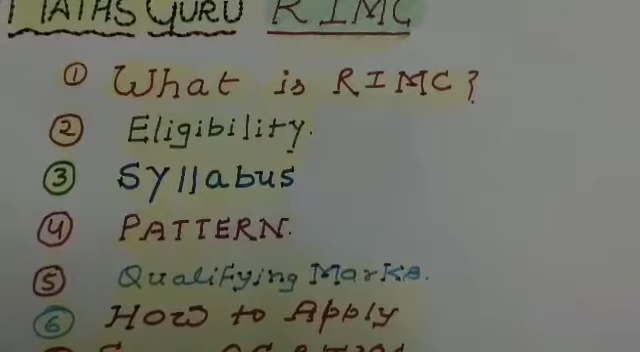 MATHS GURU RIMC
① What is RIMC?
② Eligibility.
③ Syllabus
④ PATTERN.
⑤ Qualifying Marks.
⑥ How to Apply